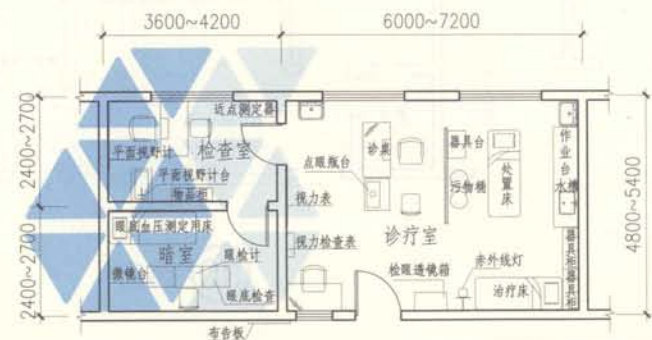 3600~4200
6000~7200
2400~2700
2400~2700
4800~5400
近点测定器
平面视野计
检查室
平面视野计台
物品柜
眼底血压测定用床
暗室
眼检计
微镜台
眼底检查
布告板
诊桌
点眼瓶台
视力表
视力检查表
诊疗室
检眼透镜箱
赤外线灯
治疗床
器具台
污物桶
处置床
作业台
水槽
器具柜
器具柜